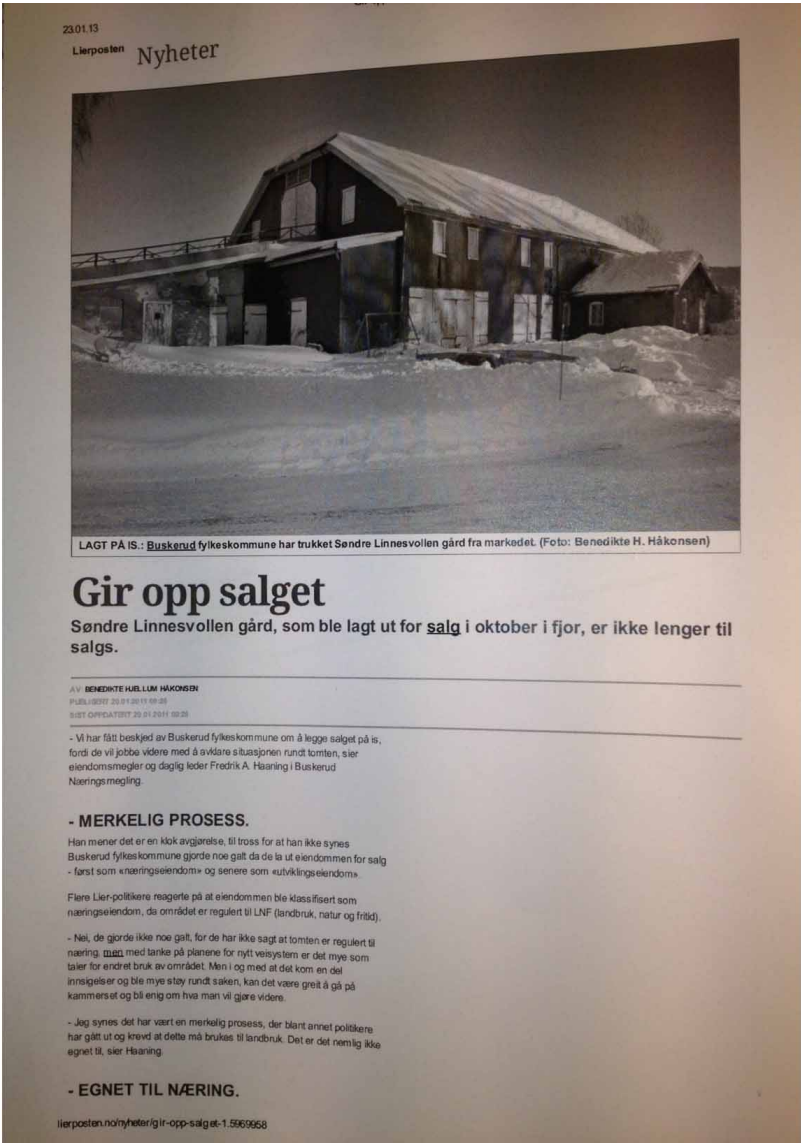 23.01.13
Lierposten Nyheter
LAGT PÅ IS.: Buskerud fylkeskommune har trukket Søndre Linnesvollen gård fra markedet. (Foto: Benedikte H. Håkonsen)
Gir opp salget
Søndre Linnesvollen gård, som ble lagt ut for salg i oktober i fjor, er ikke lenger til
salgs.
AV BENEDIKTE HJELLUM HÅKONSEN
PUBLISERT
SIST OPPDATERT
- Vi har fått beskjed av Buskerud fylkeskommune om å legge salget på is,
fordi de vil jobbe videre med å avklare situasjonen rundt tomten, sier
eiendomsmegler og daglig leder Fredrik A. Haaning i Buskerud
Næringsmegling.
- MERKELIG PROSESS.
Han mener det er en klok avgjørelse, til tross for at han ikke synes
Buskerud fylkeskommune gjorde noe galt da de la ut eiendommen for salg
- først som «næringseiendom» og senere som «utviklingseiendom».
Flere Lier-politikere reagerte på at eiendommen ble klassifisert som
næringseiendom, da området er regulert til LNF (landbruk, natur og fritid).
- Nei, de gjorde ikke noe galt, for de har ikke sagt at tomten er regulert til
næring, men med tanke på planene for nytt veisystem er det mye som
taler for endret bruk av området. Men i og med at det kom en del
innsigelser og ble mye støy rundt saken, kan det være greit å gå på
kammerset og bli enig om hva man vil gjøre videre.
- Jeg synes det har vært en merkelig prosess, der blant annet politikere
har gått ut og krevd at dette må brukes til landbruk. Det er det nemlig ikke
egnet til, sier Haaning.
- EGNET TIL NÆRING.
lierposten.no/nyheter/gir-opp-salget-1.5969958